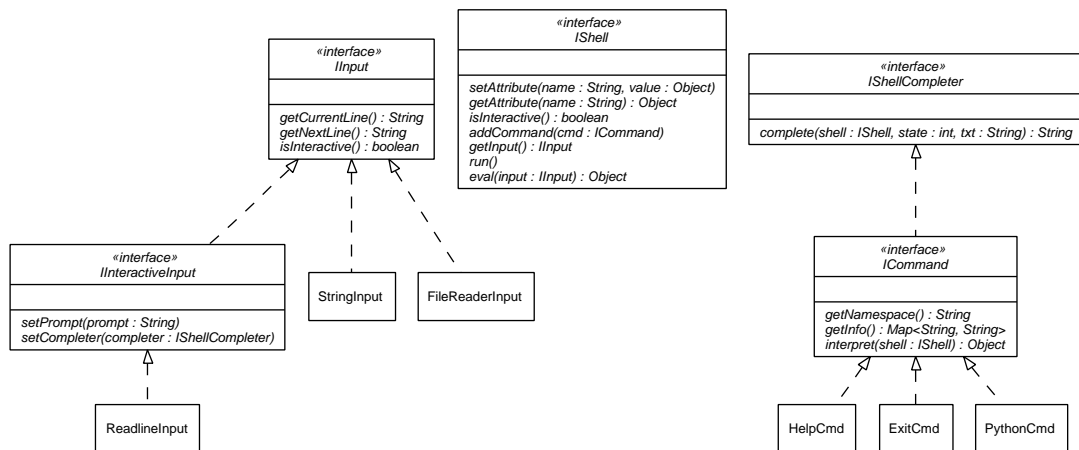 «interface»
IInput
getCurrentLine() : String
getNextLine() : String
isInteractive() : boolean
«interface»
IShell
setAttribute(name : String, value : Object)
getAttribute(name : String) : Object
isInteractive() : boolean
addCommand(cmd : ICommand)
getInput() : IInput
run()
eval(input : IInput) : Object
«interface»
IShellCompleter
complete(shell : IShell, state : int, txt : String) : String
«interface»
IInteractiveInput
setPrompt(prompt : String)
setCompleter(completer : IShellCompleter)
StringInput
FileReaderInput
«interface»
ICommand
getNamespace() : String
getInfo() : Map<String, String>
interpret(shell : IShell) : Object
ReadlineInput
HelpCmd
ExitCmd
PythonCmd